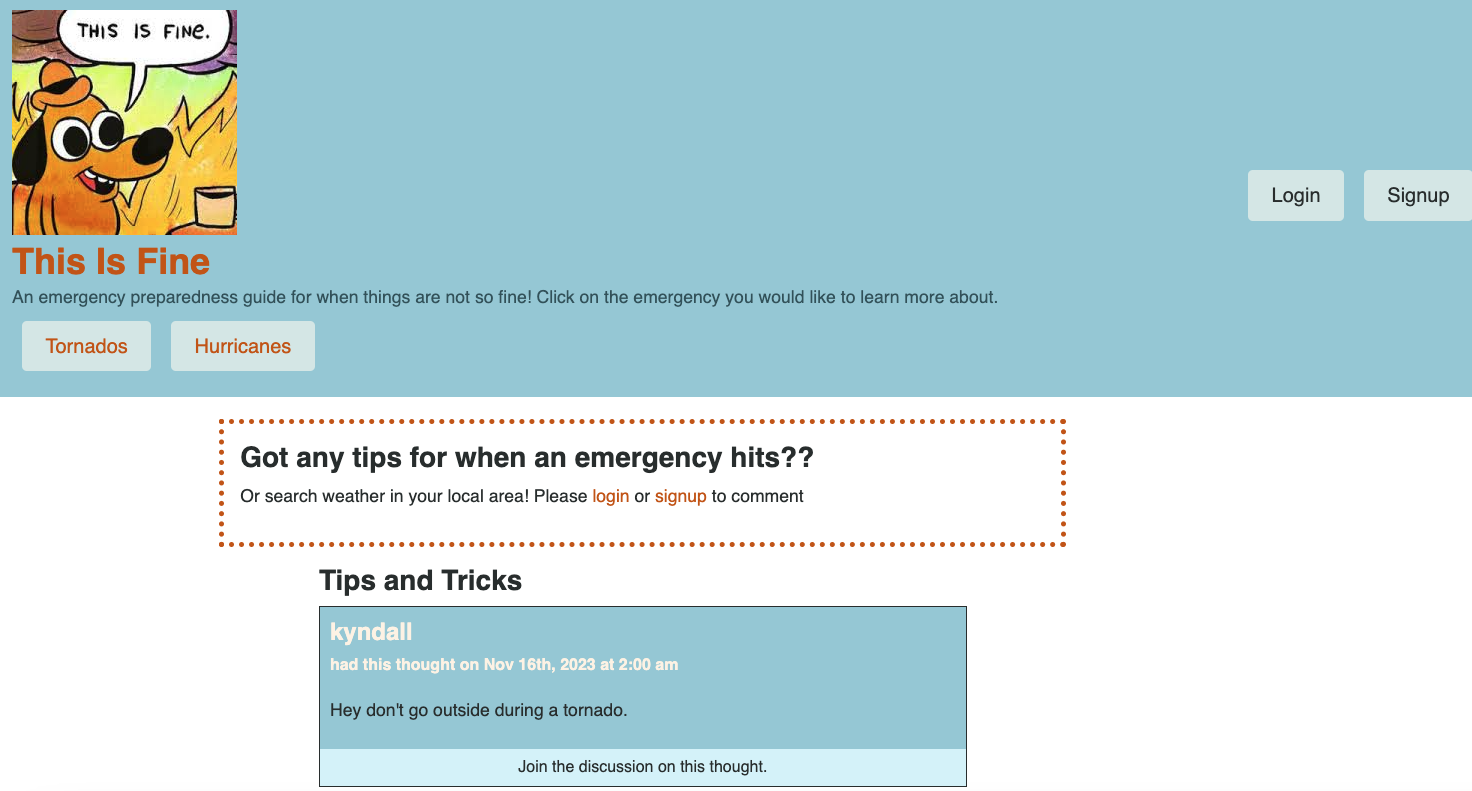 THIS IS FINE.
Login
Signup
This Is Fine
An emergency preparedness guide for when things are not so fine! Click on the emergency you would like to learn more about.
Tornados
Hurricanes
Got any tips for when an emergency hits??
Or search weather in your local area! Please login or signup to comment
Tips and Tricks
kyndall
had this thought on Nov 16th, 2023 at 2:00 am
Hey don't go outside during a tornado.
Join the discussion on this thought.